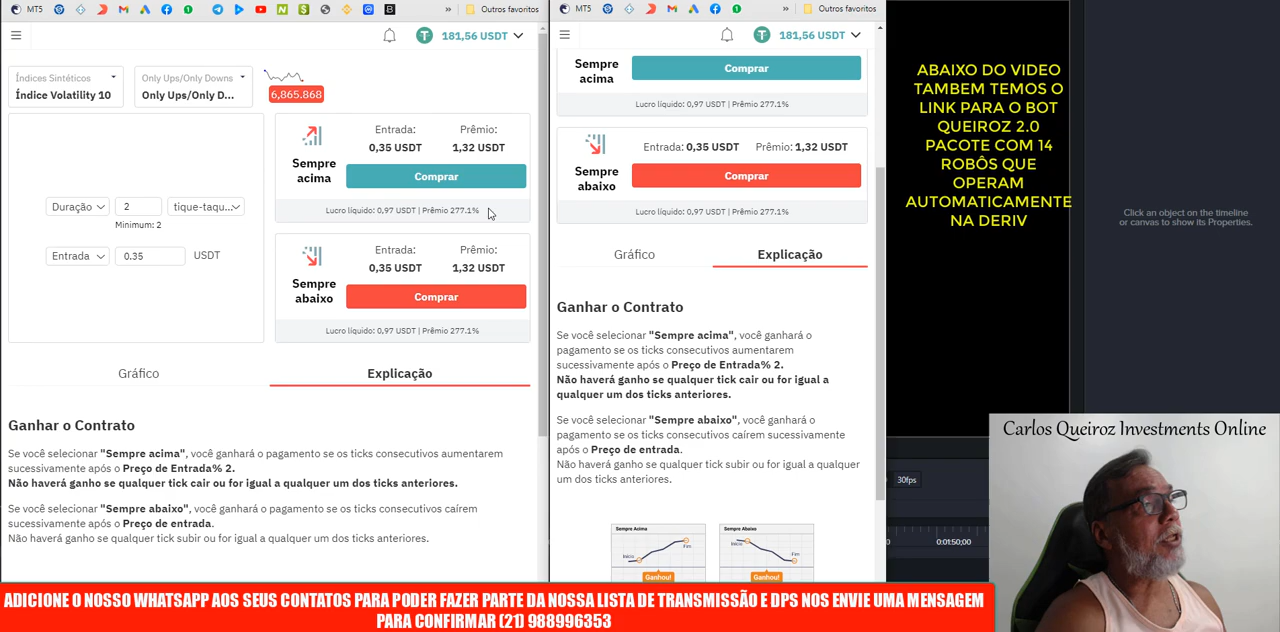 MT5
»
Outros favoritos
181,56 USDT
Índices Sintéticos
Índice Volatility 10
Only Ups/Only Downs
Only Ups/Only D...
6,865.868
Duração
2
tique-taqu...
Minimum: 2
Entrada
0.35
USDT
Sempre
acima
Entrada:
0,35 USDT
Prêmio:
1,32 USDT
Comprar
Lucro líquido: 0,97 USDT | Prêmio 277.1%
Sempre
abaixo
Entrada:
0,35 USDT
Prêmio:
1,32 USDT
Comprar
Lucro líquido: 0,97 USDT | Prêmio 277.1%
Gráfico
Explicação
Ganhar o Contrato
Se você selecionar "Sempre acima", você ganhará o pagamento se os ticks consecutivos aumentarem
sucessivamente após o Preço de Entrada% 2.
Não haverá ganho se qualquer tick cair ou for igual a qualquer um dos ticks anteriores.
Se você selecionar "Sempre abaixo", você ganhará o pagamento se os ticks consecutivos caírem
sucessivamente após o Preço de entrada.
Não haverá ganho se qualquer tick subir ou for igual a qualquer um dos ticks anteriores.
MT5
»
Outros favoritos
181,56 USDT
Sempre
acima
Comprar
Lucro líquido: 0,97 USDT | Prêmio 277.1%
Sempre
abaixo
Entrada: 0,35 USDT Prêmio: 1,32 USDT
Comprar
Lucro líquido: 0,97 USDT | Prêmio 277.1%
Gráfico
Explicação
Ganhar o Contrato
Se você selecionar "Sempre acima", você ganhará o
pagamento se os ticks consecutivos aumentarem
sucessivamente após o Preço de Entrada% 2.
Não haverá ganho se qualquer tick cair ou for igual a
qualquer um dos ticks anteriores.
Se você selecionar "Sempre abaixo", você ganhará o
pagamento se os ticks consecutivos caírem sucessivamente
após o Preço de entrada.
Não haverá ganho se qualquer tick subir ou for igual a qualquer
um dos ticks anteriores.
Sempre Acima
Início
Fim
Ganhou!
Sempre Abaixo
Início
Fim
Ganhou!
ABAIXO DO VIDEO
TAMBEM TEMOS O
LINK PARA O BOT
QUEIROZ 2.0
PACOTE COM 14
ROBÔS QUE
OPERAM
AUTOMATICAMENTE
NA DERIV
Click an object on the timeline
or canvas to show its Properties.
30fps
0:01:50;00
Carlos Queiroz Investments Online
ADICIONE O NOSSO WHATSAPP AOS SEUS CONTATOS PARA PODER FAZER PARTE DA NOSSA LISTA DE TRANSMISSÃO E DPS NOS ENVIE UMA MENSAGEM
PARA CONFIRMAR (21) 988996353